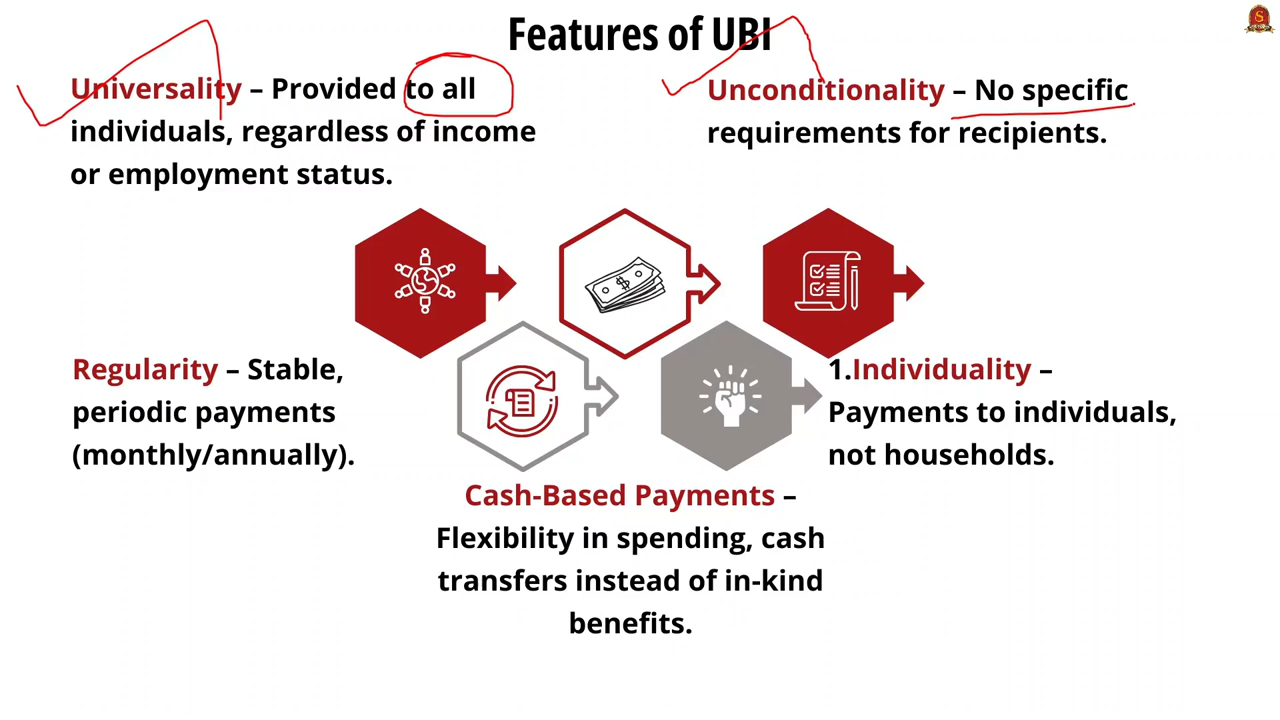 Features of UBI
Universality – Provided to all
individuals, regardless of income
or employment status.
Unconditionality – No specific
requirements for recipients.
Regularity – Stable,
periodic payments
(monthly/annually).
1.Individuality –
Payments to individuals,
not households.
Cash-Based Payments –
Flexibility in spending, cash
transfers instead of in-kind
benefits.